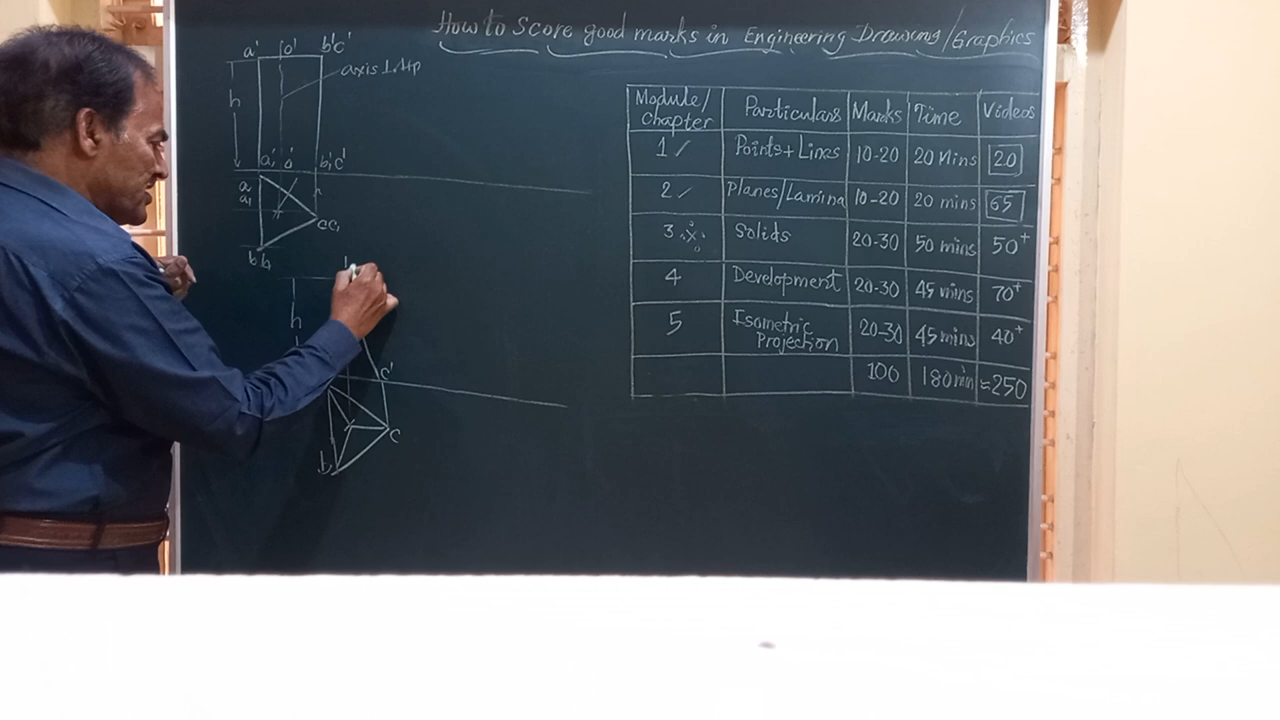 How to Score good marks in Engineering Drawing/Graphics
Module/Chapter Particulars Marks Time Videos
1 ✓ Points + Lines 10-20 20 Mins 20
2 ✓ Planes/Lamina 10-20 20 mins 65
3 Solids 20-30 50 mins 50+
4 Development 20-30 45 mins 70+
5 Isometric Projection 20-30 45 mins 40+
100 180 min ≈250
a' o' b'c'
axis ⊥ HP
h
a₁' o' b₁'c₁'
a
a₁
cc₁
bb₁
h
c'
c
b